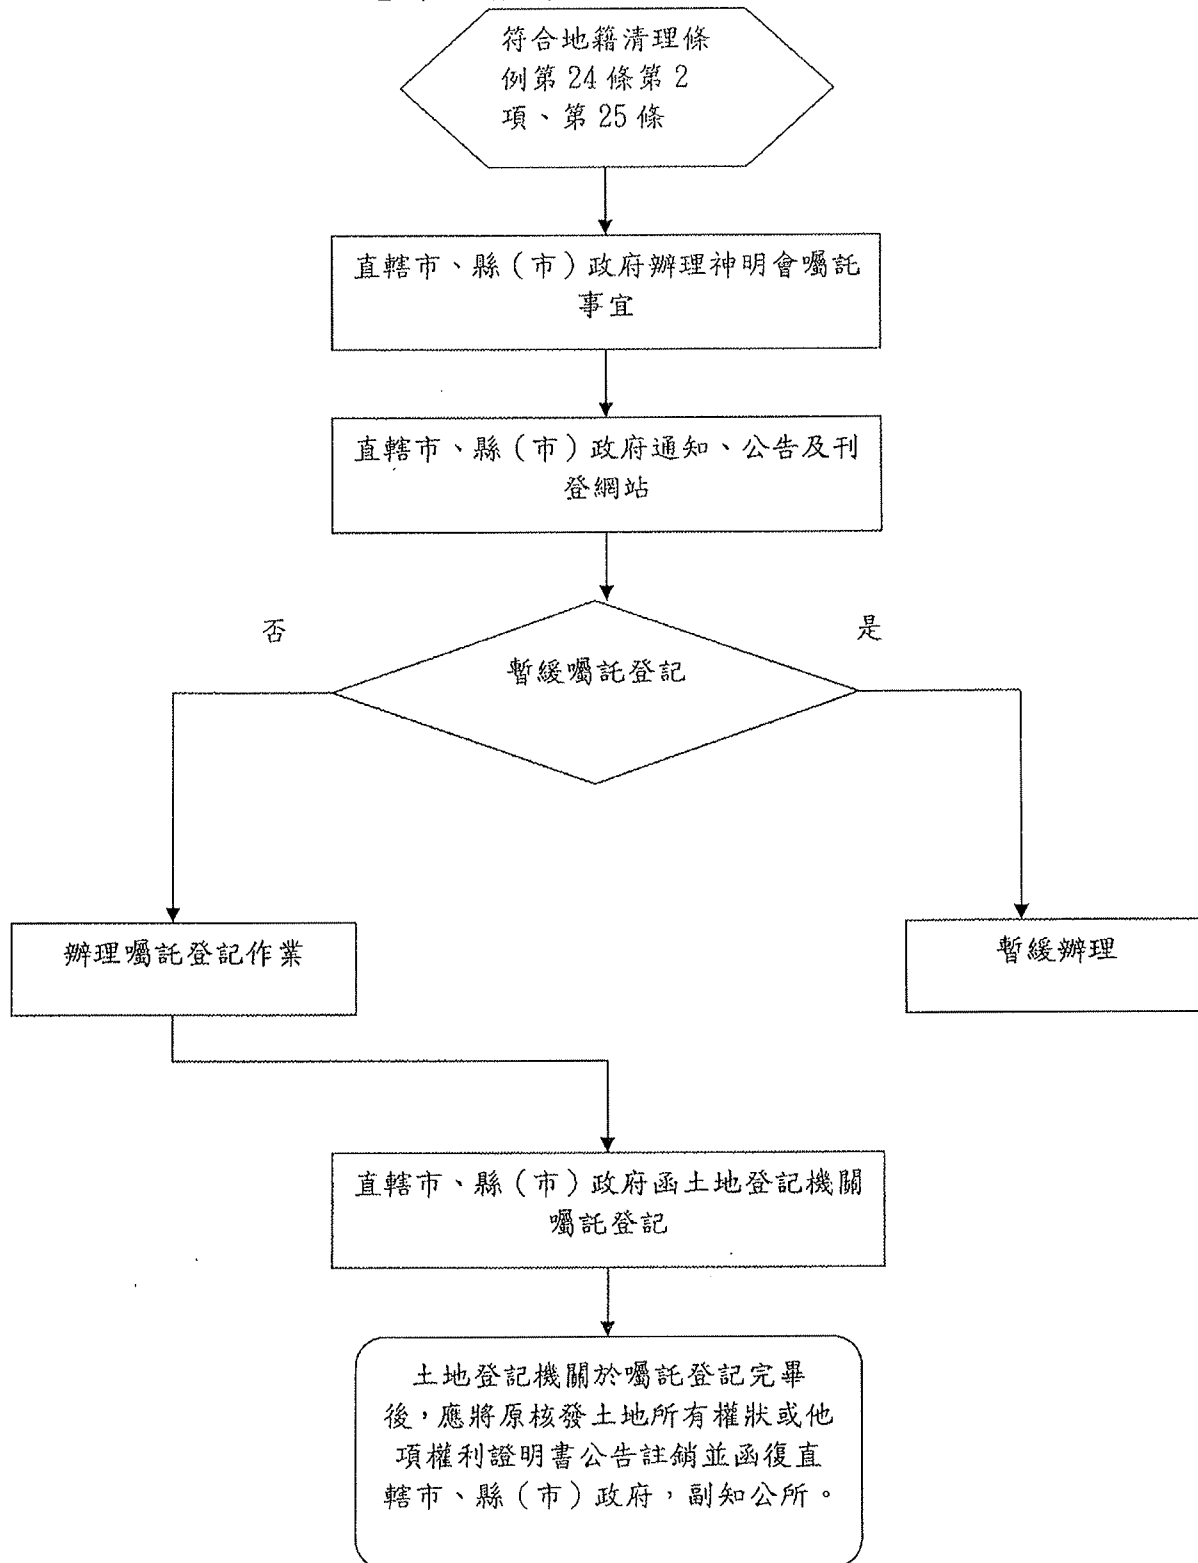 符合地籍清理條
例第 24 條第 2
項、第 25 條
直轄市、縣（市）政府辦理神明會囑託
事宜
直轄市、縣（市）政府通知、公告及刊
登網站
否
是
暫緩囑託登記
辦理囑託登記作業
暫緩辦理
直轄市、縣（市）政府函土地登記機關
囑託登記
土地登記機關於囑託登記完畢
後，應將原核發土地所有權狀或他
項權利證明書公告註銷並函復直
轄市、縣（市）政府，副知公所。